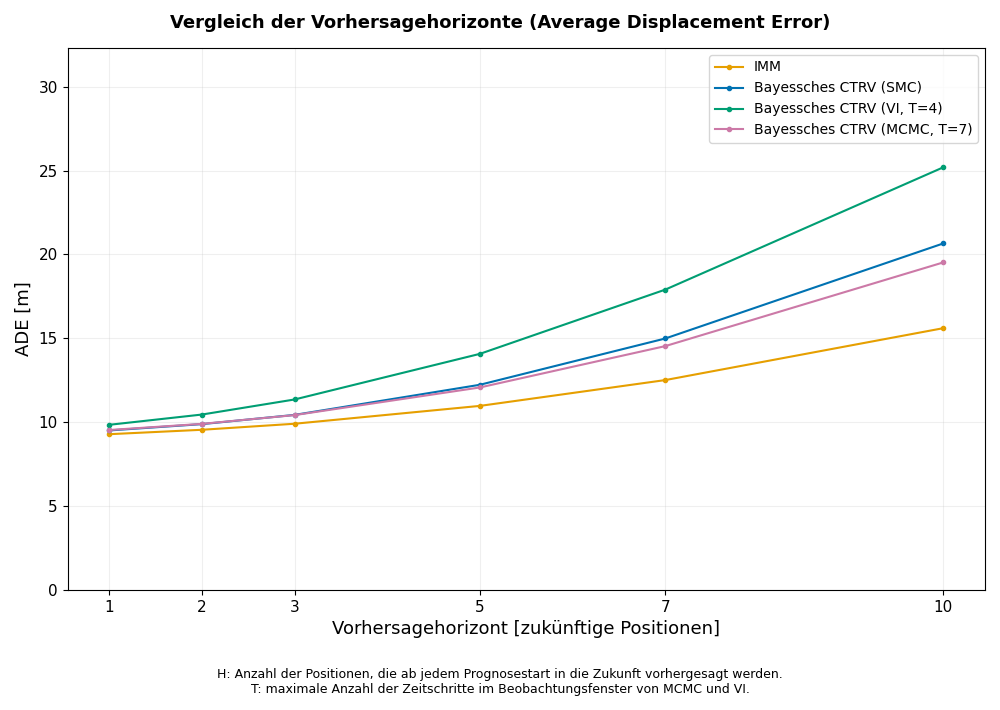 Vergleich der Vorhersagehorizonte (Average Displacement Error)
IMM
Bayessches CTRV (SMC)
Bayessches CTRV (VI, T=4)
Bayessches CTRV (MCMC, T=7)
30
25
20
15
10
5
0
ADE [m]
1 2 3 5 7 10
Vorhersagehorizont [zukünftige Positionen]
H: Anzahl der Positionen, die ab jedem Prognosestart in die Zukunft vorhergesagt werden.
T: maximale Anzahl der Zeitschritte im Beobachtungsfenster von MCMC und VI.